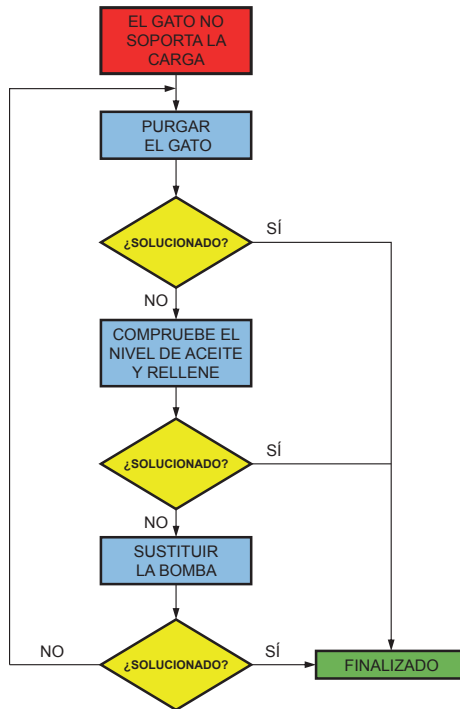 EL GATO NO
SOPORTA LA
CARGA
PURGAR
EL GATO
¿SOLUCIONADO?
SÍ
NO
COMPRUEBE EL
NIVEL DE ACEITE
Y RELLENE
¿SOLUCIONADO?
SÍ
NO
SUSTITUIR
LA BOMBA
NO
¿SOLUCIONADO?
SÍ
FINALIZADO